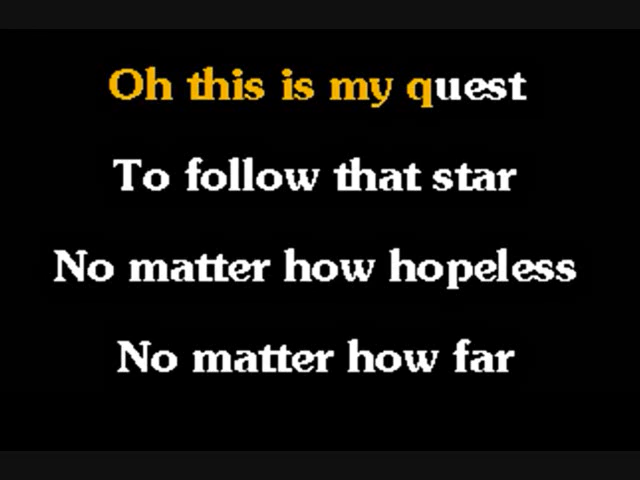 Oh this is my quest
To follow that star
No matter how hopeless
No matter how far